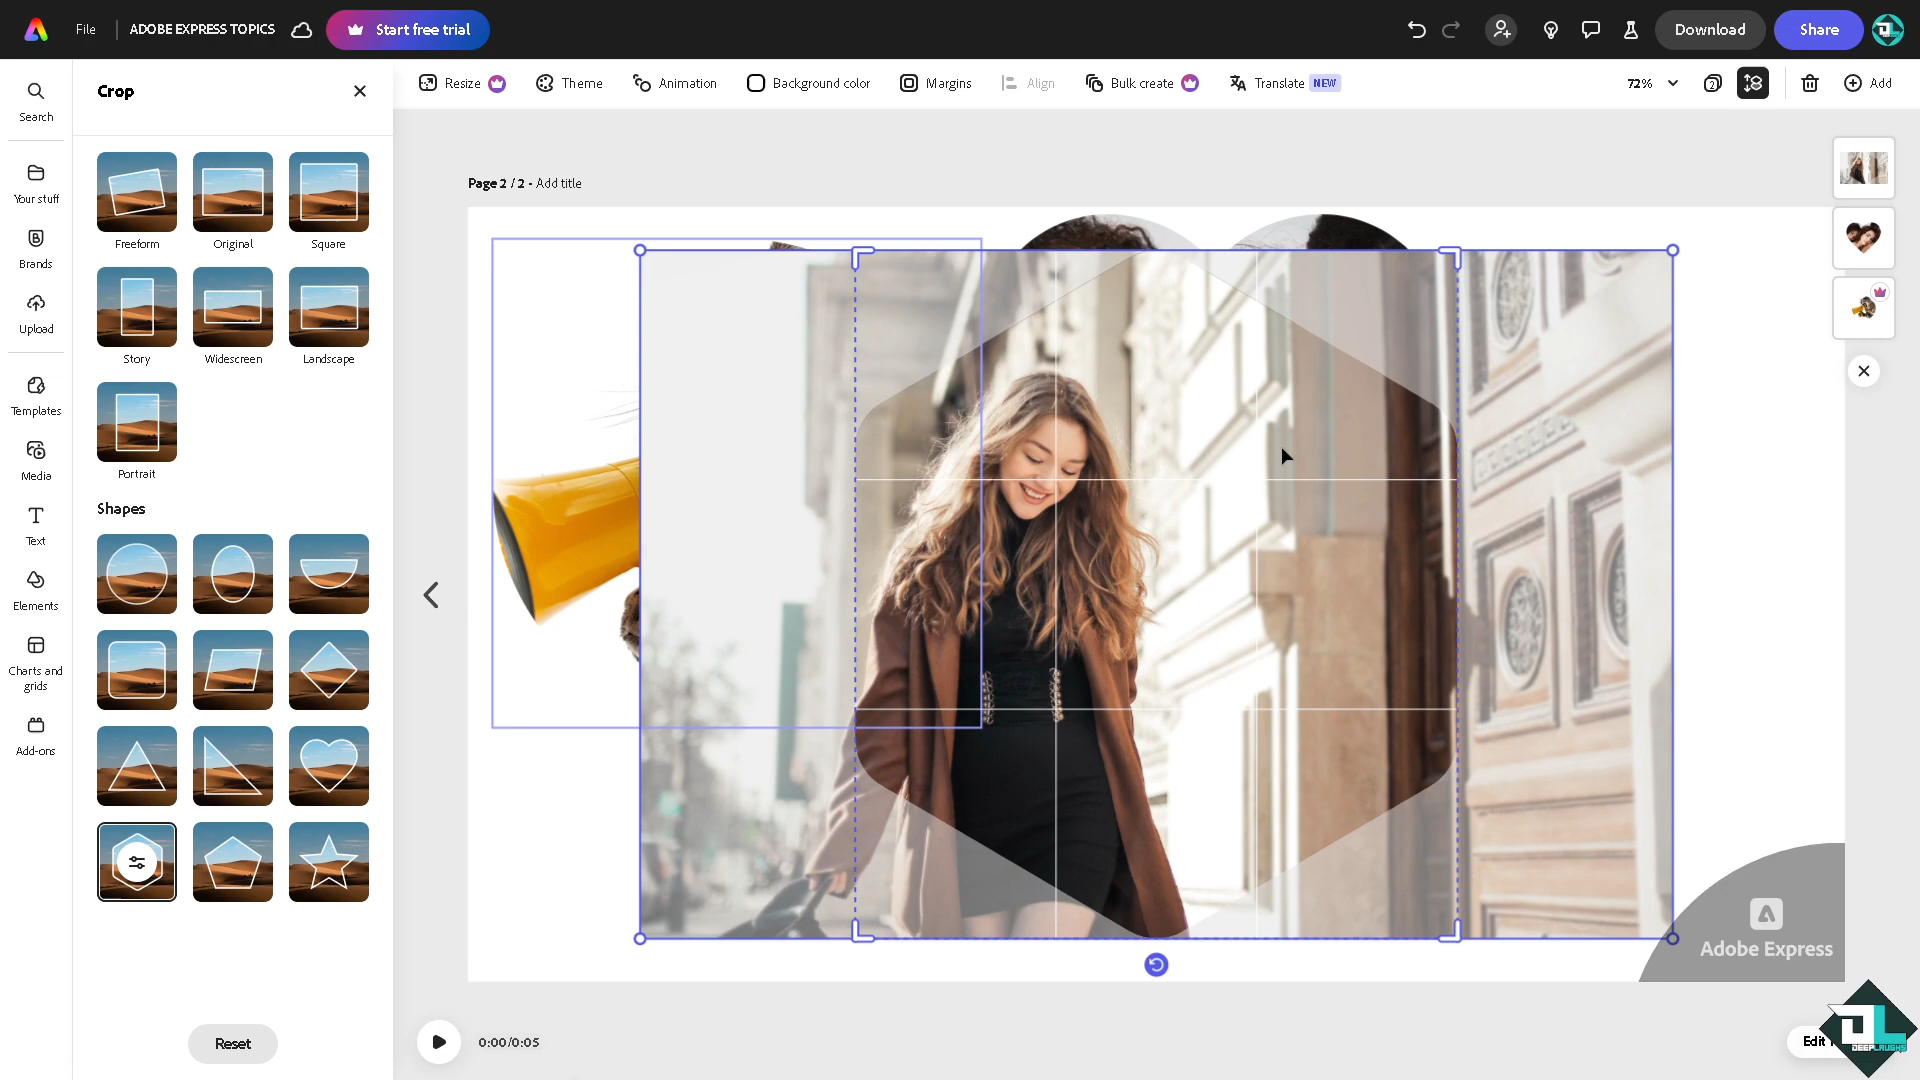 File
ADOBE EXPRESS TOPICS
Start free trial
Download
Share
Search
Your stuff
Brands
Upload
Templates
Media
Text
Elements
Charts and
grids
Add-ons
Crop
Freeform
Original
Square
Story
Widescreen
Landscape
Portrait
Shapes
Reset
Resize
Theme
Animation
Background color
Margins
Align
Bulk create
Translate NEW
72%
2
Add
Page 2 / 2 - Add title
Adobe Express
0:00/0:05
Edit
DEEPLAUGHS